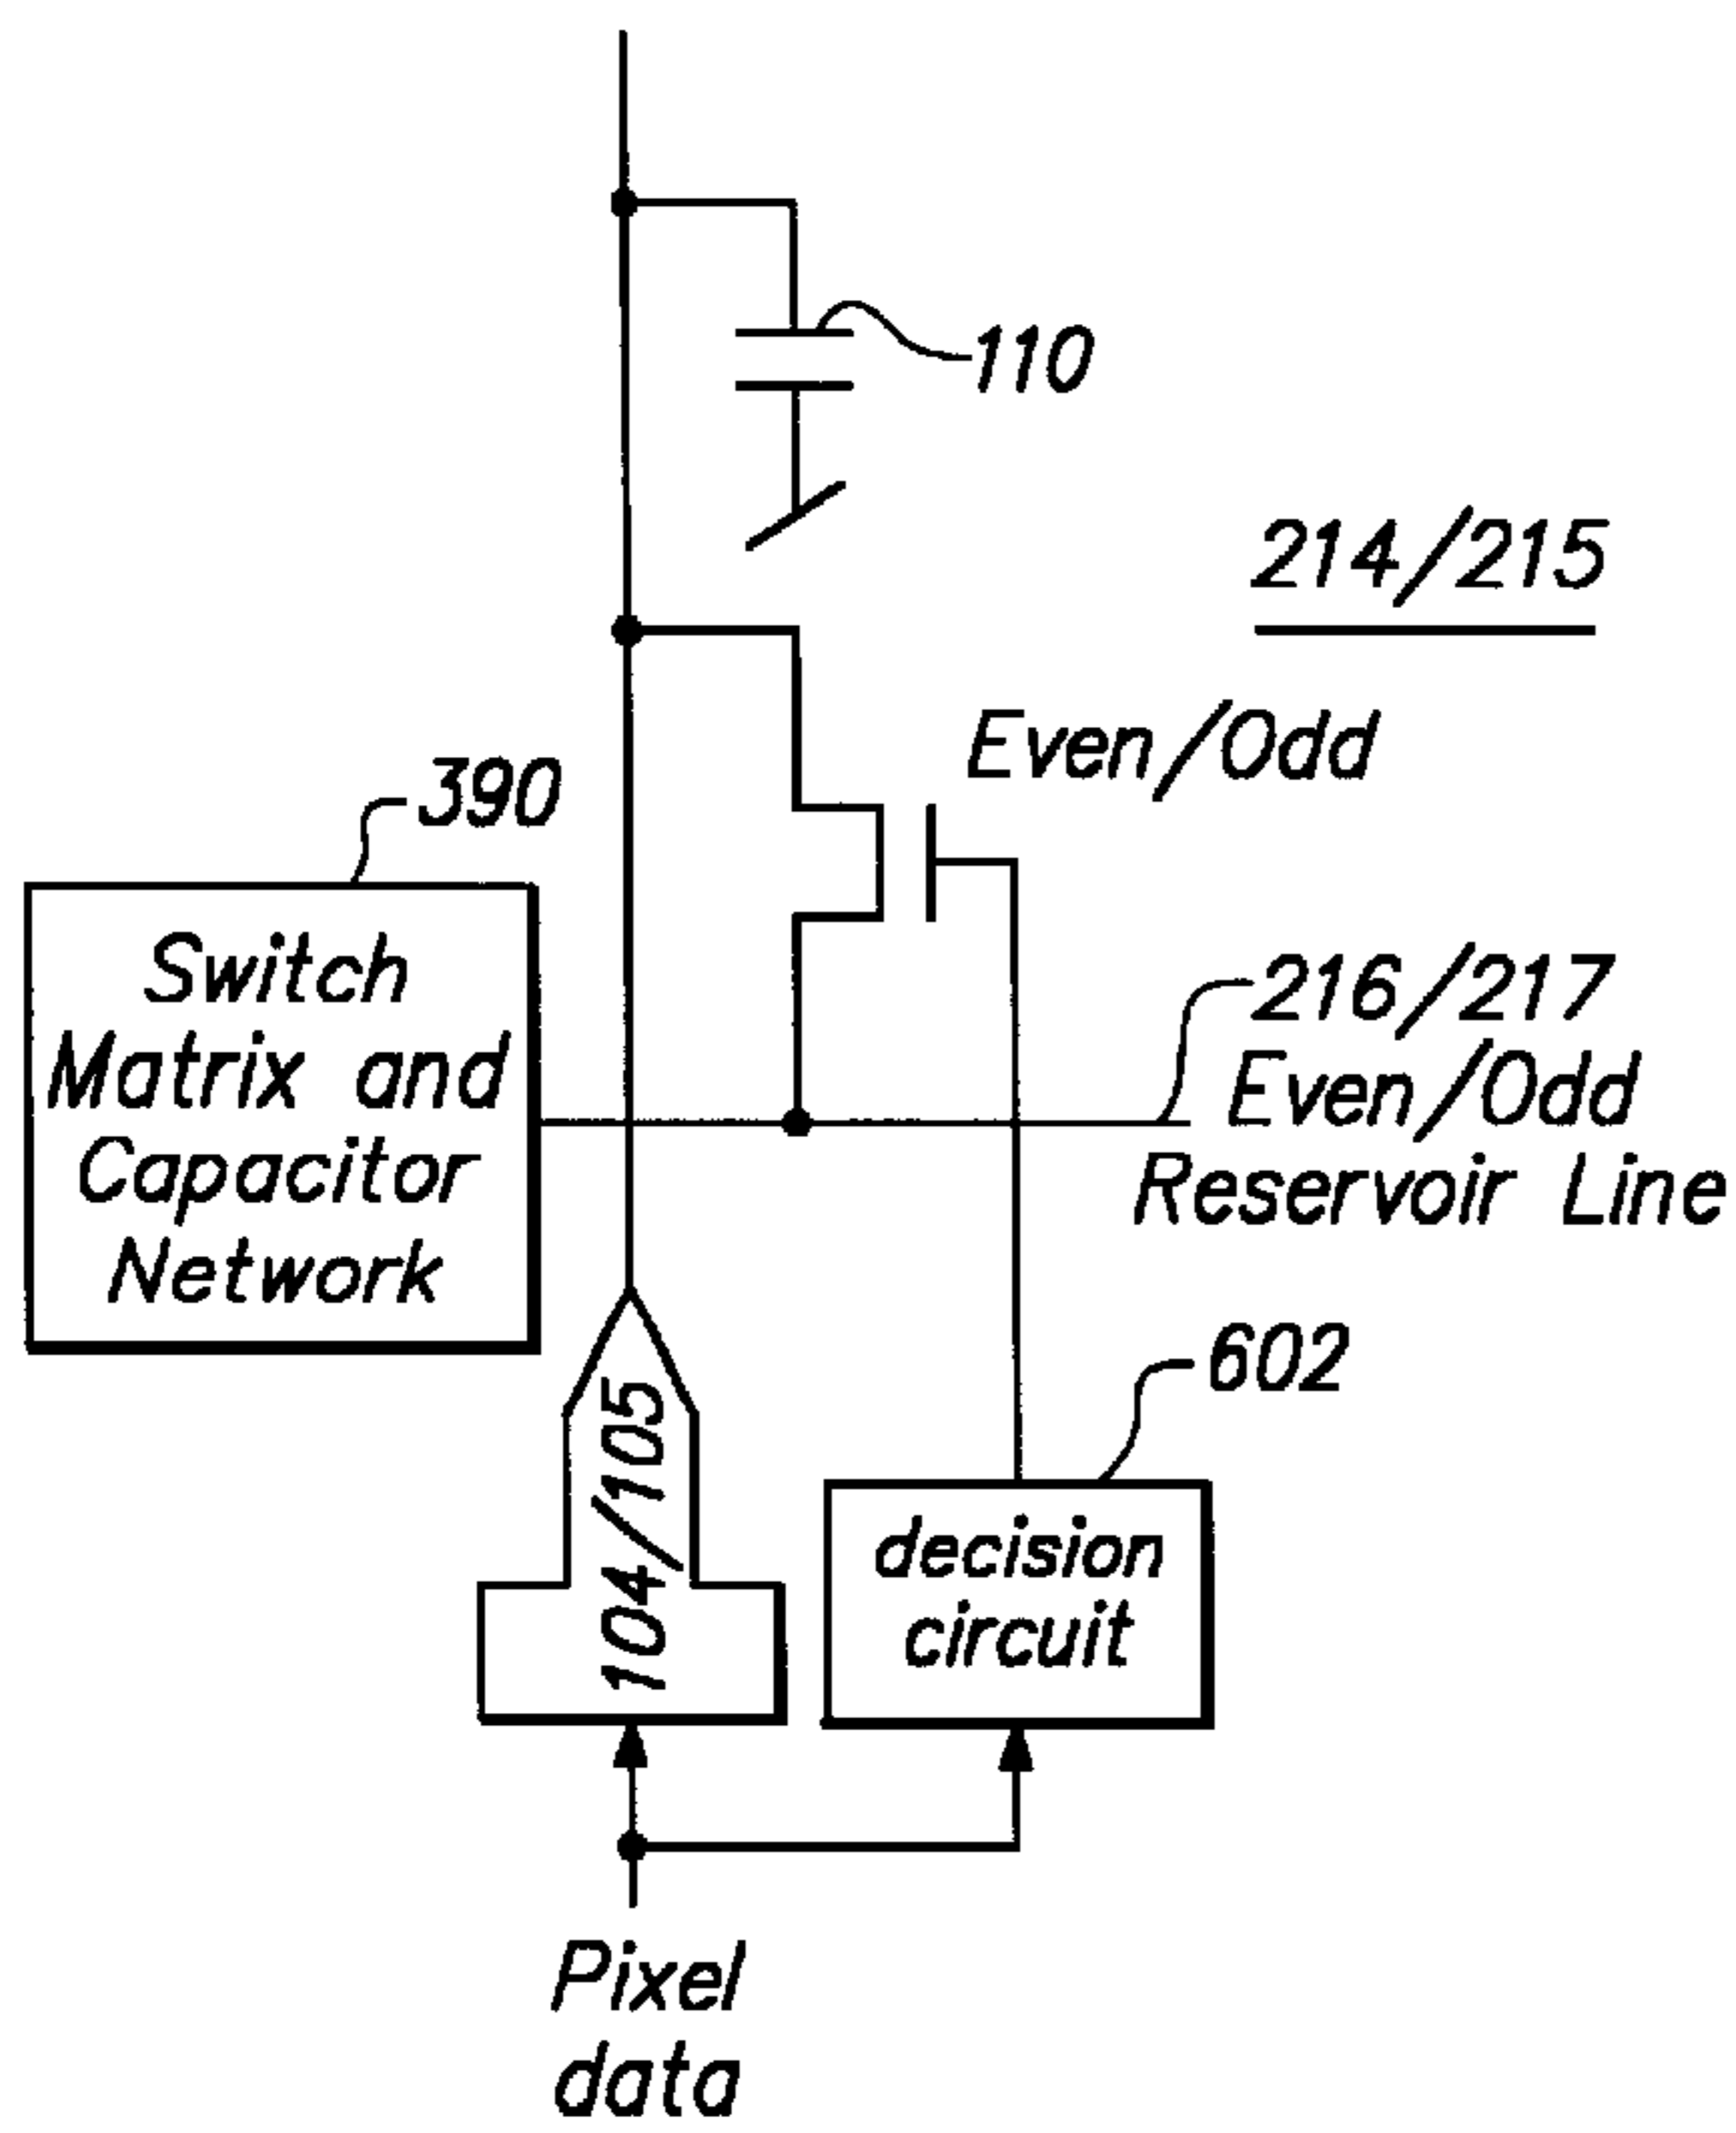 110
214/215
Even/Odd
390
Switch
Matrix and
Capacitor
Network
216/217
Even/Odd
Reservoir Line
602
104/105
decision
circuit
Pixel
data